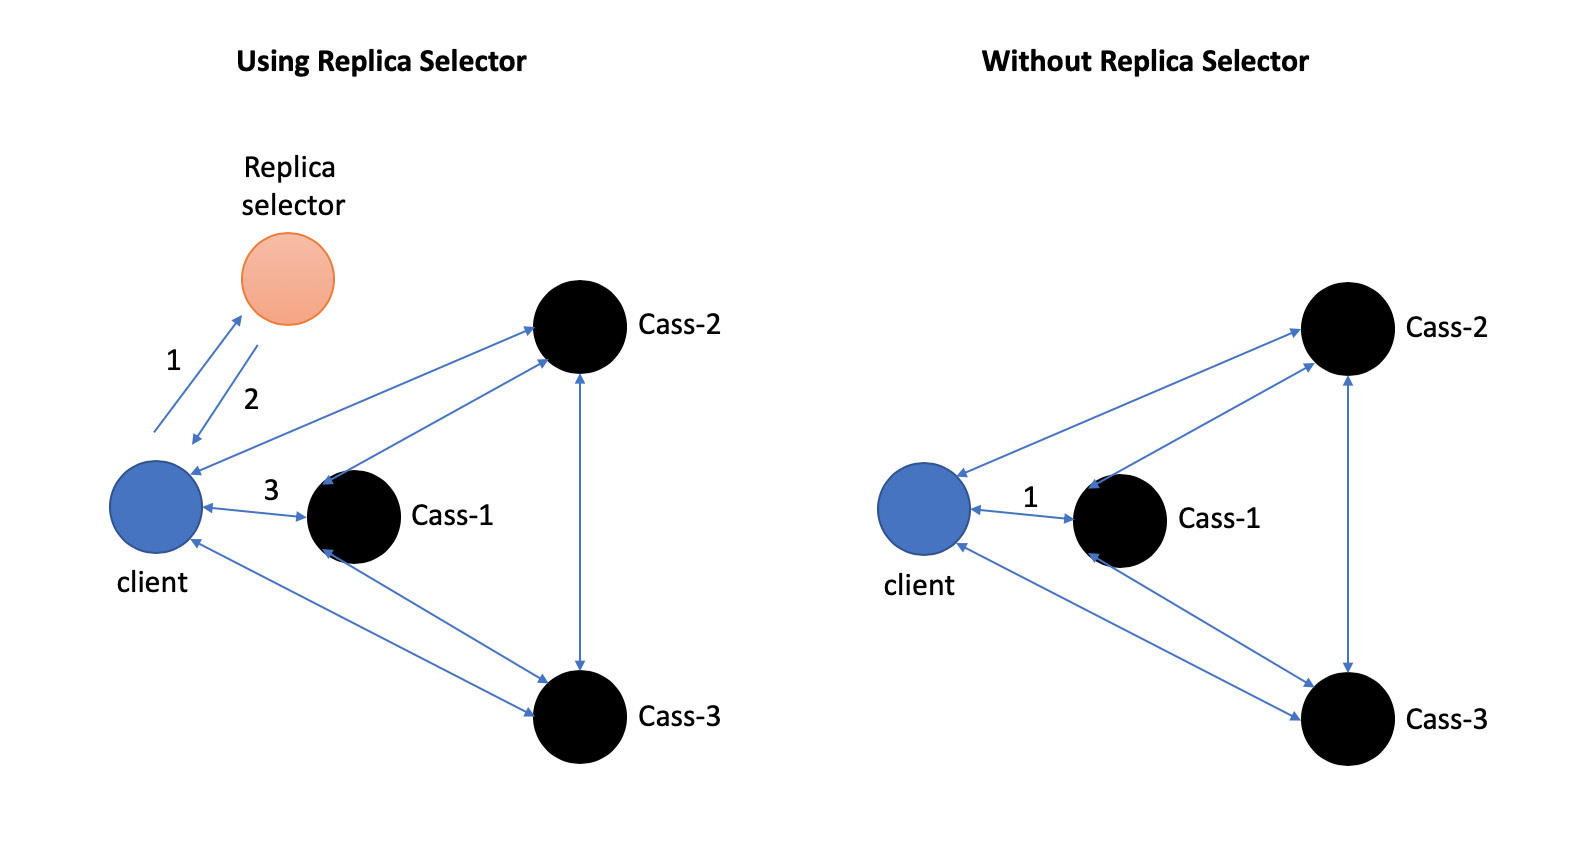 Using Replica Selector
Without Replica Selector
Replica
selector
1
2
3
Cass-2
Cass-1
client
Cass-3
1
Cass-2
Cass-1
client
Cass-3